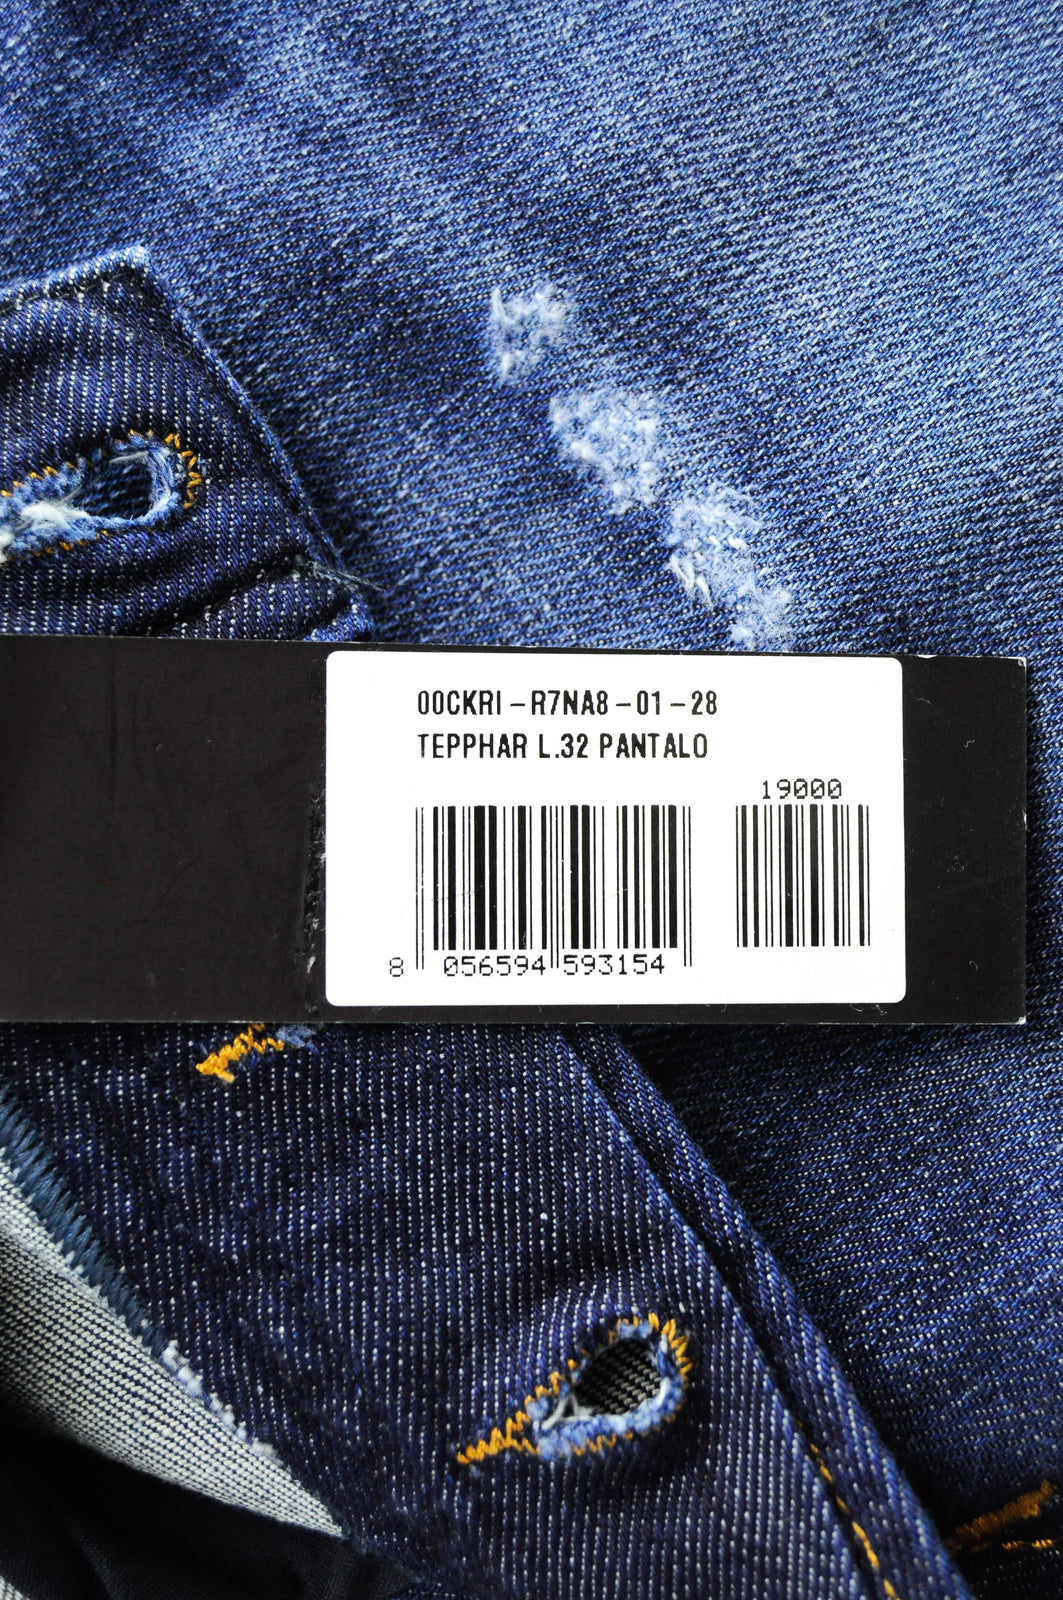 00CKRI-R7NA8-01-28
TEPPHAR L.32 PANTALO
19000
8 056594 593154